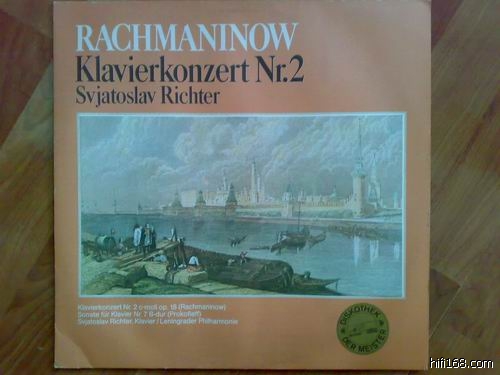 RACHMANINOW
Klavierkonzert Nr.2
Svjatoslav Richter
Klavierkonzert Nr. 2 c-moll op. 18 (Rachmaninow)
Sonate für Klavier Nr. 7 B-dur (Prokofieff)
Svjatoslav Richter, Klavier / Leningrader Philharmonie
DISKOTHEK
DER MEISTER
hifi168.com